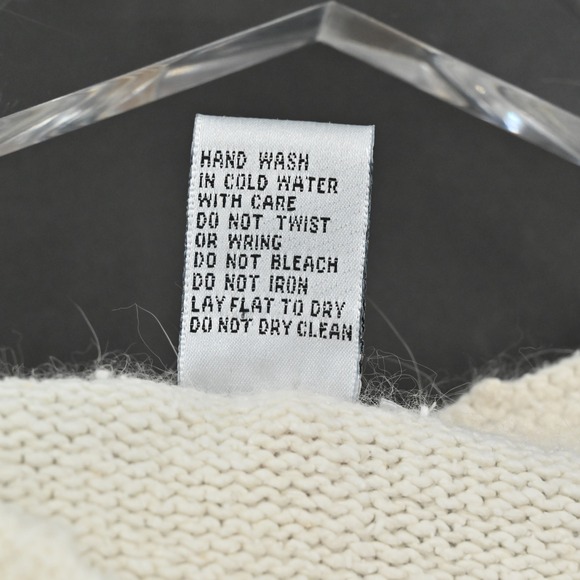 HAND WASH
IN COLD WATER
WITH CARE
DO NOT TWIST
OR WRING
DO NOT BLEACH
DO NOT IRON
LAY FLAT TO DRY
DO NOT DRY CLEAN